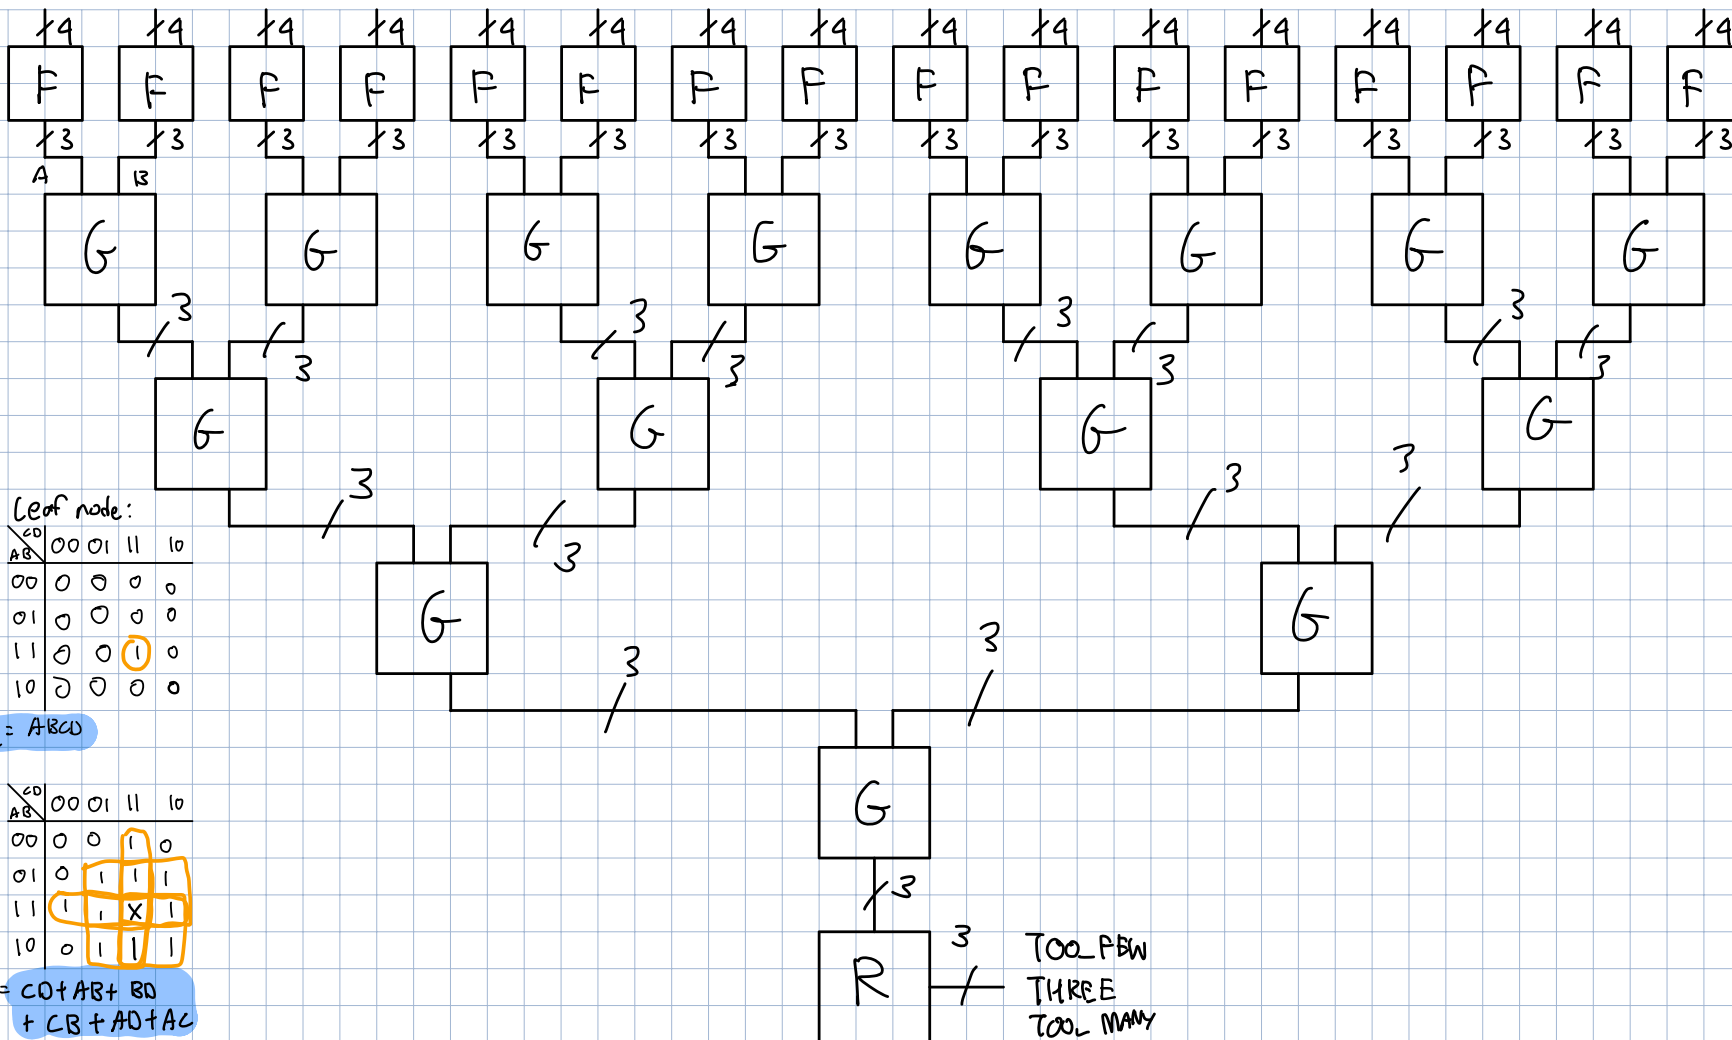 4 4 4 4 4 4 4 4 4 4 4 4 4 4 4 4
F F F F F F F F F F F F F F F F
3 3 3 3 3 3 3 3 3 3 3 3 3 3 3 3
A B
G G G G G G G G
3 3 3 3 3 3 3 3
G G G G
3 3 3 3
Leaf node:
CD
AB 00 01 11 10
00 0 0 0 0
01 0 0 0 0
11 0 0 1 0
10 0 0 0 0
= ABCD
G G
3 3
CD
AB 00 01 11 10
00 0 0 1 0
01 0 1 1 1
11 1 1 X 1
10 0 1 1 1
= CD+AB+BD
+CB+AD+AC
G
3
R
3
TOO_FEW
THREE
TOO_MANY